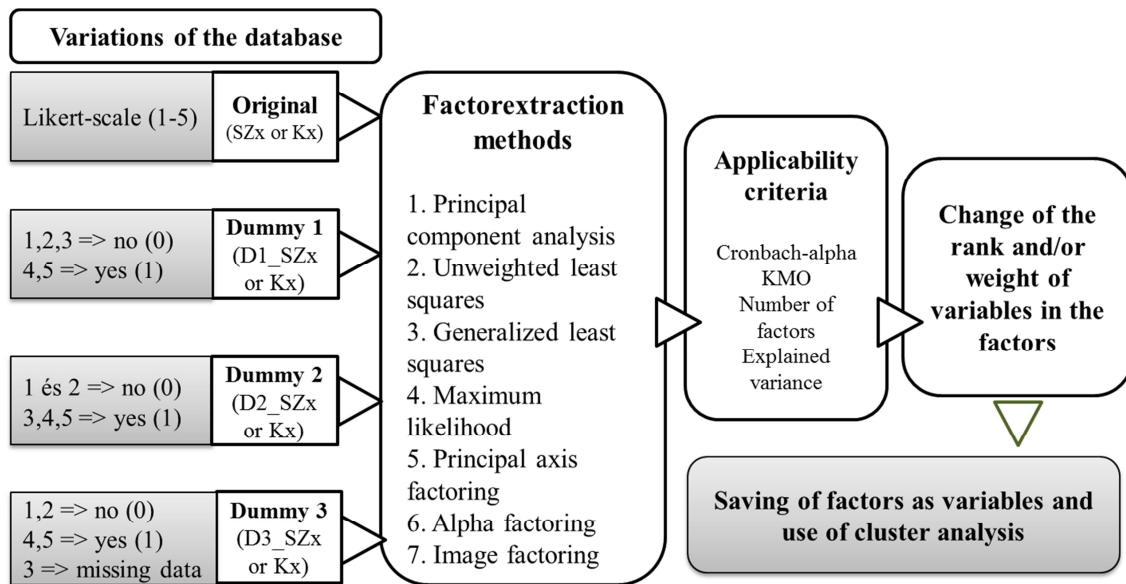 Variations of the database
Likert-scale (1-5)
Original
(SZx or Kx)
1,2,3 => no (0)
4,5 => yes (1)
Dummy 1
(D1_SZx
or Kx)
1 és 2 => no (0)
3,4,5 => yes (1)
Dummy 2
(D2_SZx
or Kx)
1,2 => no (0)
4,5 => yes (1)
3 => missing data
Dummy 3
(D3_SZx
or Kx)
Factorextraction
methods
1. Principal
component analysis
2. Unweighted least
squares
3. Generalized least
squares
4. Maximum
likelihood
5. Principal axis
factoring
6. Alpha factoring
7. Image factoring
Applicability
criteria
Cronbach-alpha
KMO
Number of
factors
Explained
variance
Change of the
rank and/or
weight of
variables in the
factors
Saving of factors as variables and
use of cluster analysis